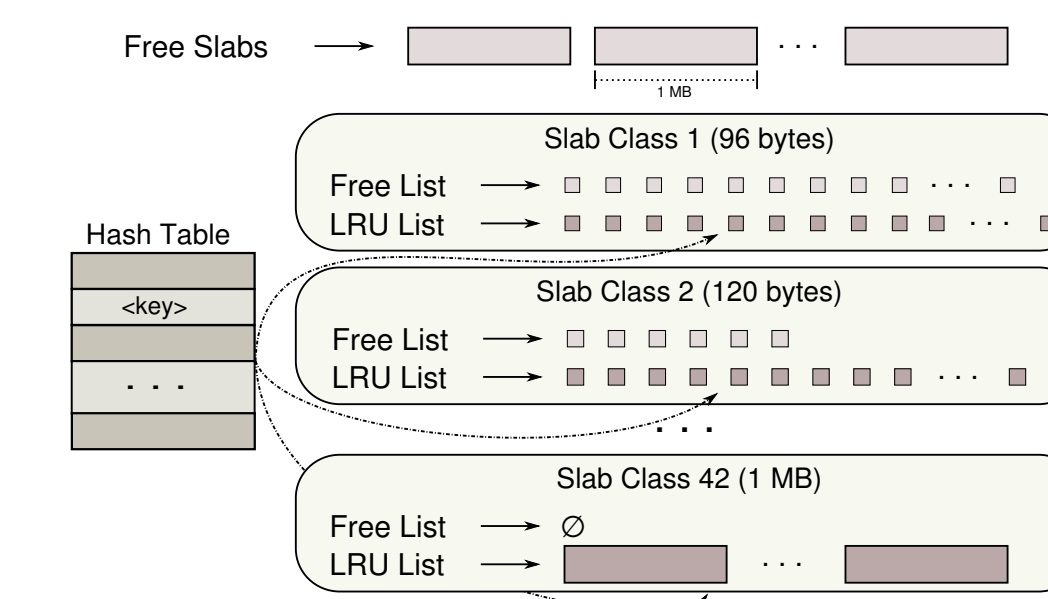 Free Slabs
. . .
1 MB
Slab Class 1 (96 bytes)
Free List
. . .
LRU List
. . .
Hash Table
<key>
. . .
Slab Class 2 (120 bytes)
Free List
LRU List
. . .
. . .
Slab Class 42 (1 MB)
Free List
∅
LRU List
. . .